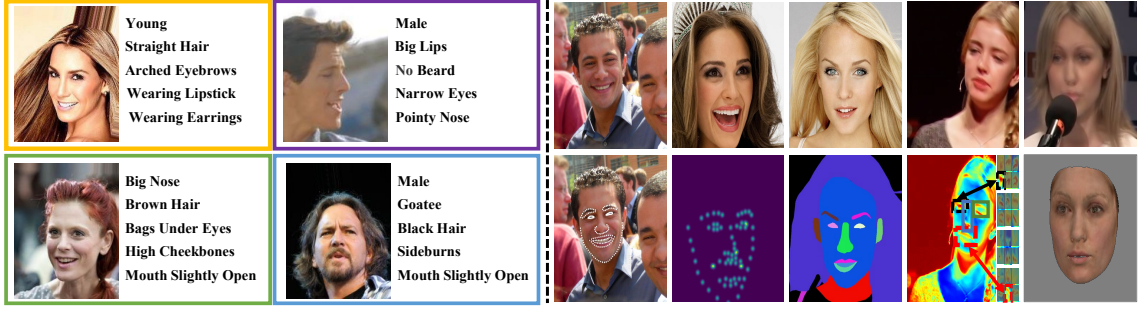 Young
Straight Hair
Arched Eyebrows
Wearing Lipstick
Wearing Earrings
Male
Big Lips
No Beard
Narrow Eyes
Pointy Nose
Big Nose
Brown Hair
Bags Under Eyes
High Cheekbones
Mouth Slightly Open
Male
Goatee
Black Hair
Sideburns
Mouth Slightly Open